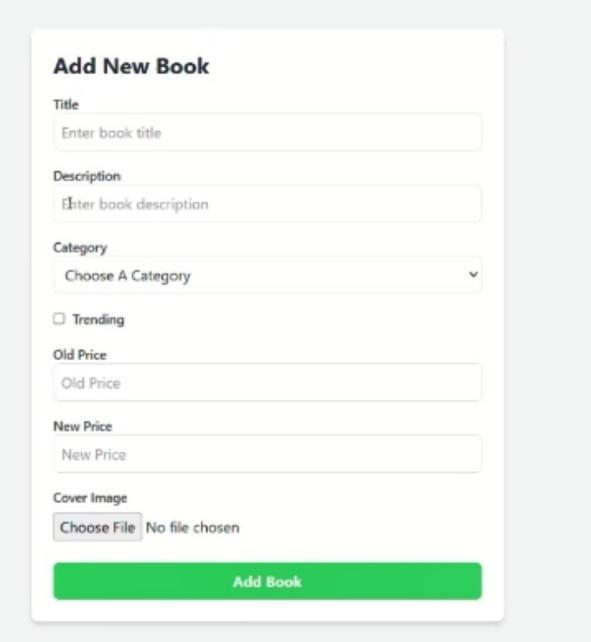 Add New Book
Title
Enter book title
Description
Enter book description
Category
Choose A Category
Trending
Old Price
Old Price
New Price
New Price
Cover Image
Choose File No file chosen
Add Book